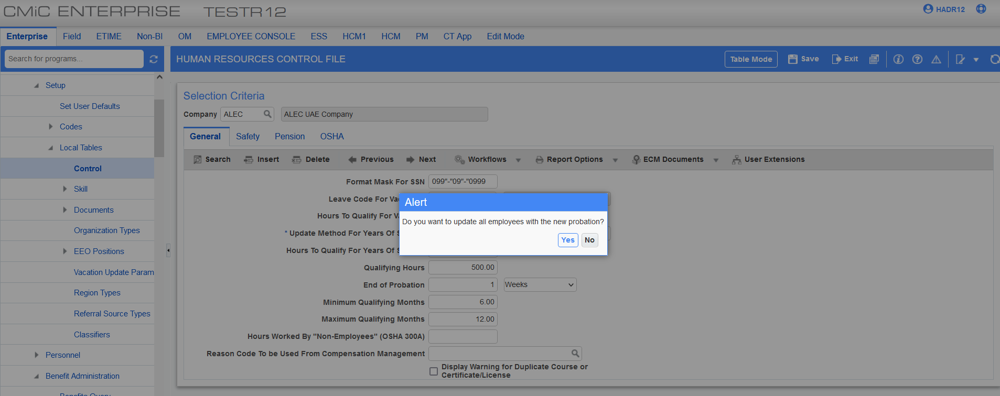 CMiC ENTERPRISE TESTR12
HADR12
Enterprise Field ETIME Non-BI OM EMPLOYEE CONSOLE ESS HCM1 HCM PM CT App Edit Mode
Search for programs...
HUMAN RESOURCES CONTROL FILE
Table Mode Save Exit
Setup
Set User Defaults
Codes
Local Tables
Control
Skill
Documents
Organization Types
EEO Positions
Vacation Update Param
Region Types
Referral Source Types
Classifiers
Personnel
Benefit Administration
Benefits Query
Selection Criteria
Company ALEC ALEC UAE Company
General Safety Pension OSHA
Search Insert Delete Previous Next Workflows Report Options ECM Documents User Extensions
Format Mask For SSN 099"-"09"-"0999
Leave Code For Va
Hours To Qualify For Va
* Update Method For Years Of S
Hours To Qualify For Years Of S
Alert
Do you want to update all employees with the new probation?
Yes No
Qualifying Hours 500.00
End of Probation 1 Weeks
Minimum Qualifying Months 6.00
Maximum Qualifying Months 12.00
Hours Worked By "Non-Employees" (OSHA 300A)
Reason Code To be Used From Compensation Management
Display Warning for Duplicate Course or
Certificate/License